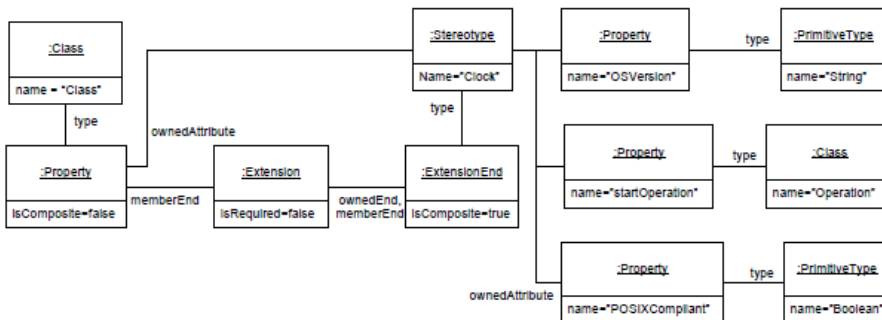 :Class
name = "Class"
:Stereotype
Name="Clock"
:Property
name="OSVersion"
type
:PrimitiveType
name="String"
type
ownedAttribute
type
:Property
isComposite=false
memberEnd
:Extension
isRequired=false
ownedEnd,
memberEnd
:ExtensionEnd
isComposite=true
:Property
name="startOperation"
type
:Class
name="Operation"
ownedAttribute
:Property
name="POSIXCompliant"
type
:PrimitiveType
name="Boolean"